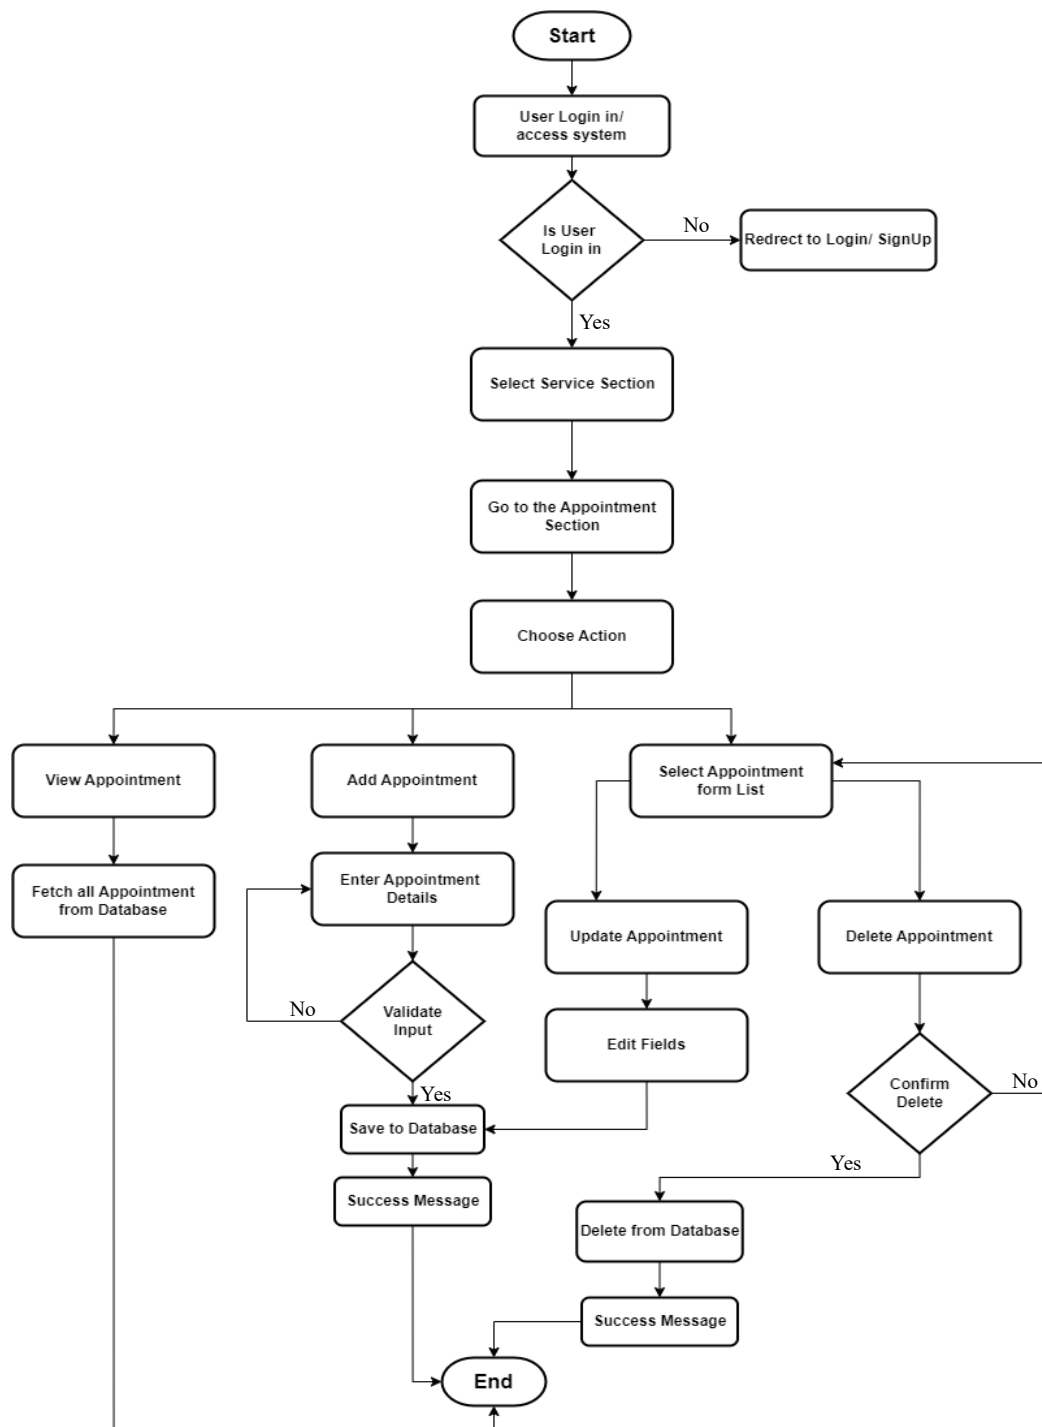 Start
User Login in/
access system
Is User
Login in
No
Redrect to Login/ SignUp
Yes
Select Service Section
Go to the Appointment
Section
Choose Action
View Appointment
Add Appointment
Select Appointment
form List
Fetch all Appointment
from Database
Enter Appointment
Details
Update Appointment
Delete Appointment
No
Validate
Input
Edit Fields
Confirm
Delete
No
Yes
Save to Database
Yes
Success Message
Delete from Database
Success Message
End